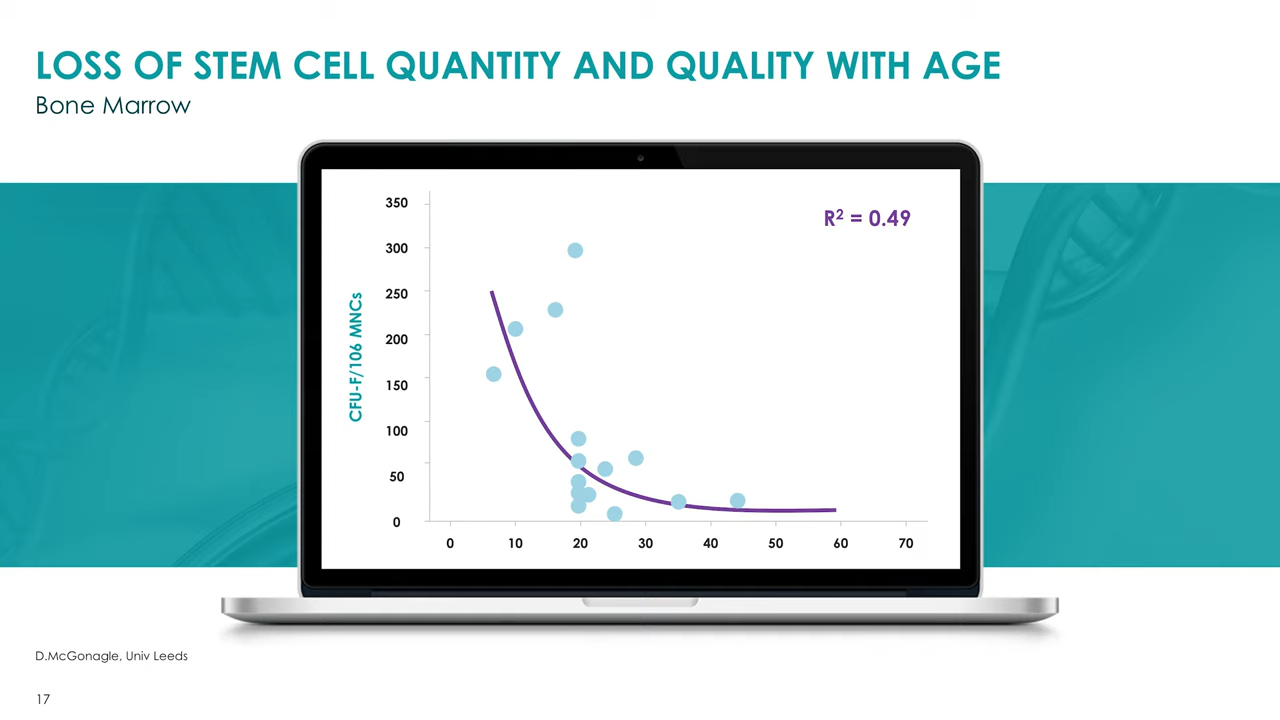 LOSS OF STEM CELL QUANTITY AND QUALITY WITH AGE
Bone Marrow
R² = 0.49
CFU-F/106 MNCs
350
300
250
200
150
100
50
0
0 10 20 30 40 50 60 70
D.McGonagle, Univ Leeds
17